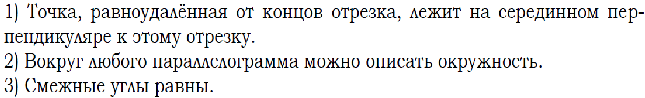 1) Точка, равноудалённая от концов отрезка, лежит на серединном пер-
пендикуляре к этому отрезку.
2) Вокруг любого параллслограмма можно описать окружность.
3) Смежные углы равны.